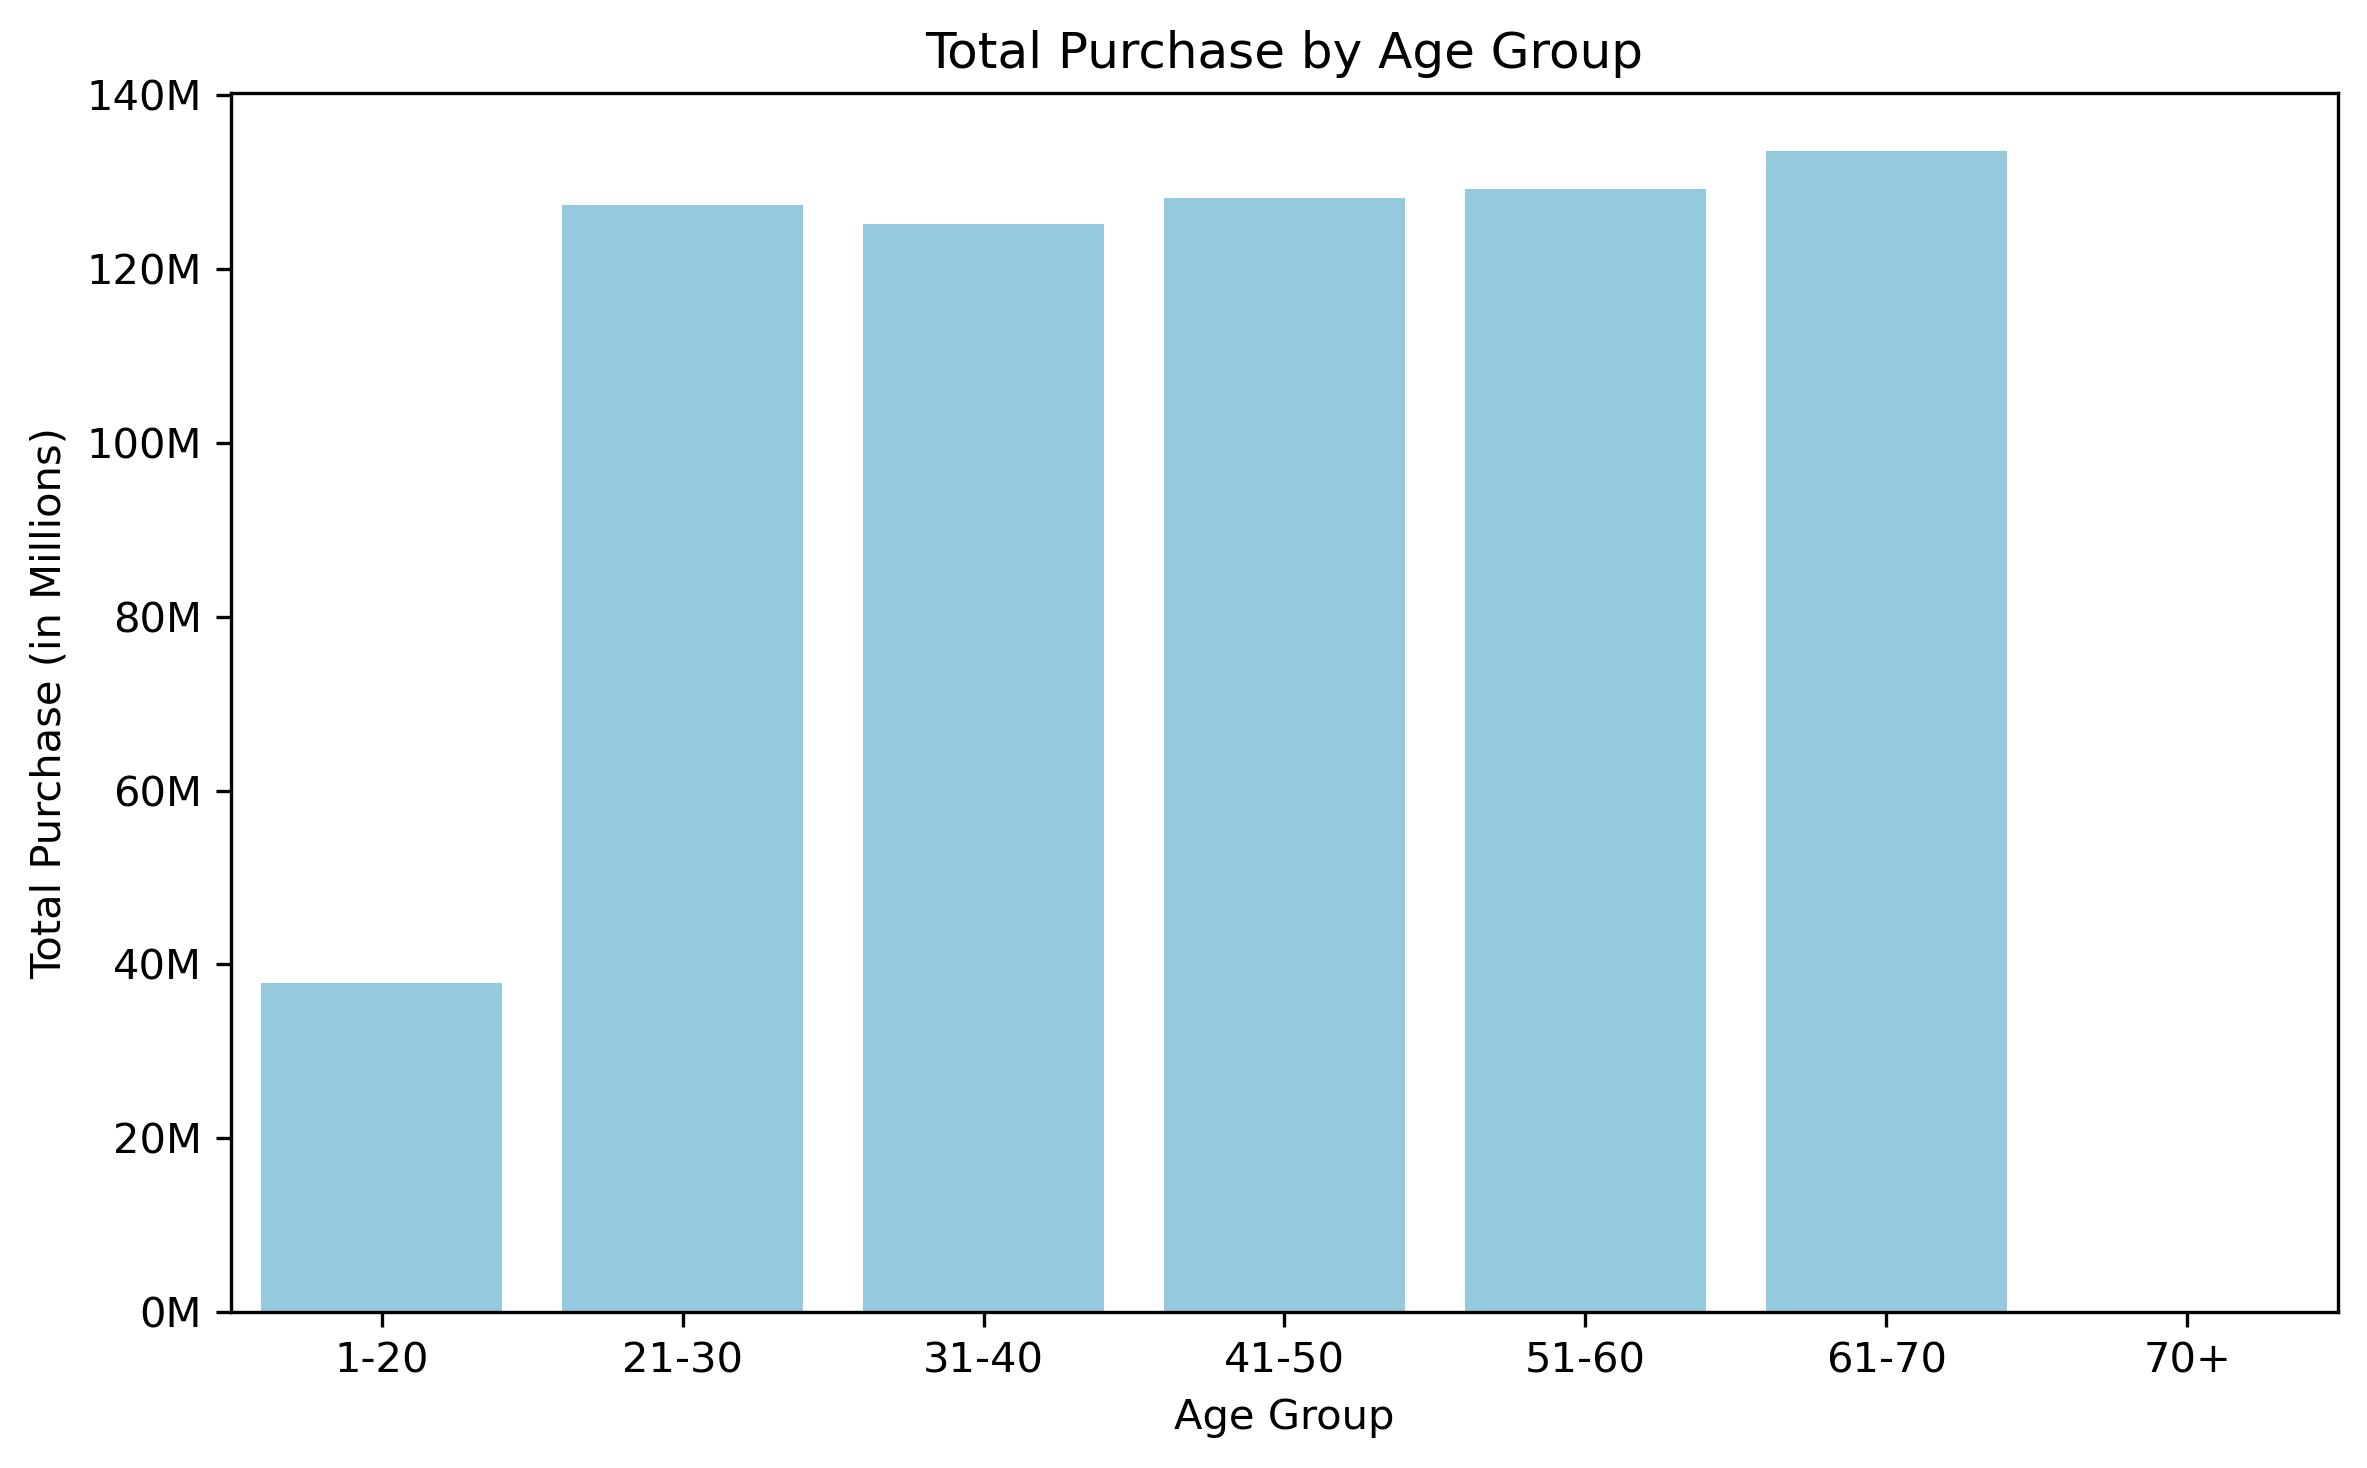 Total Purchase by Age Group
Total Purchase (in Millions)
140M
120M
100M
80M
60M
40M
20M
0M
1-20 21-30 31-40 41-50 51-60 61-70 70+
Age Group